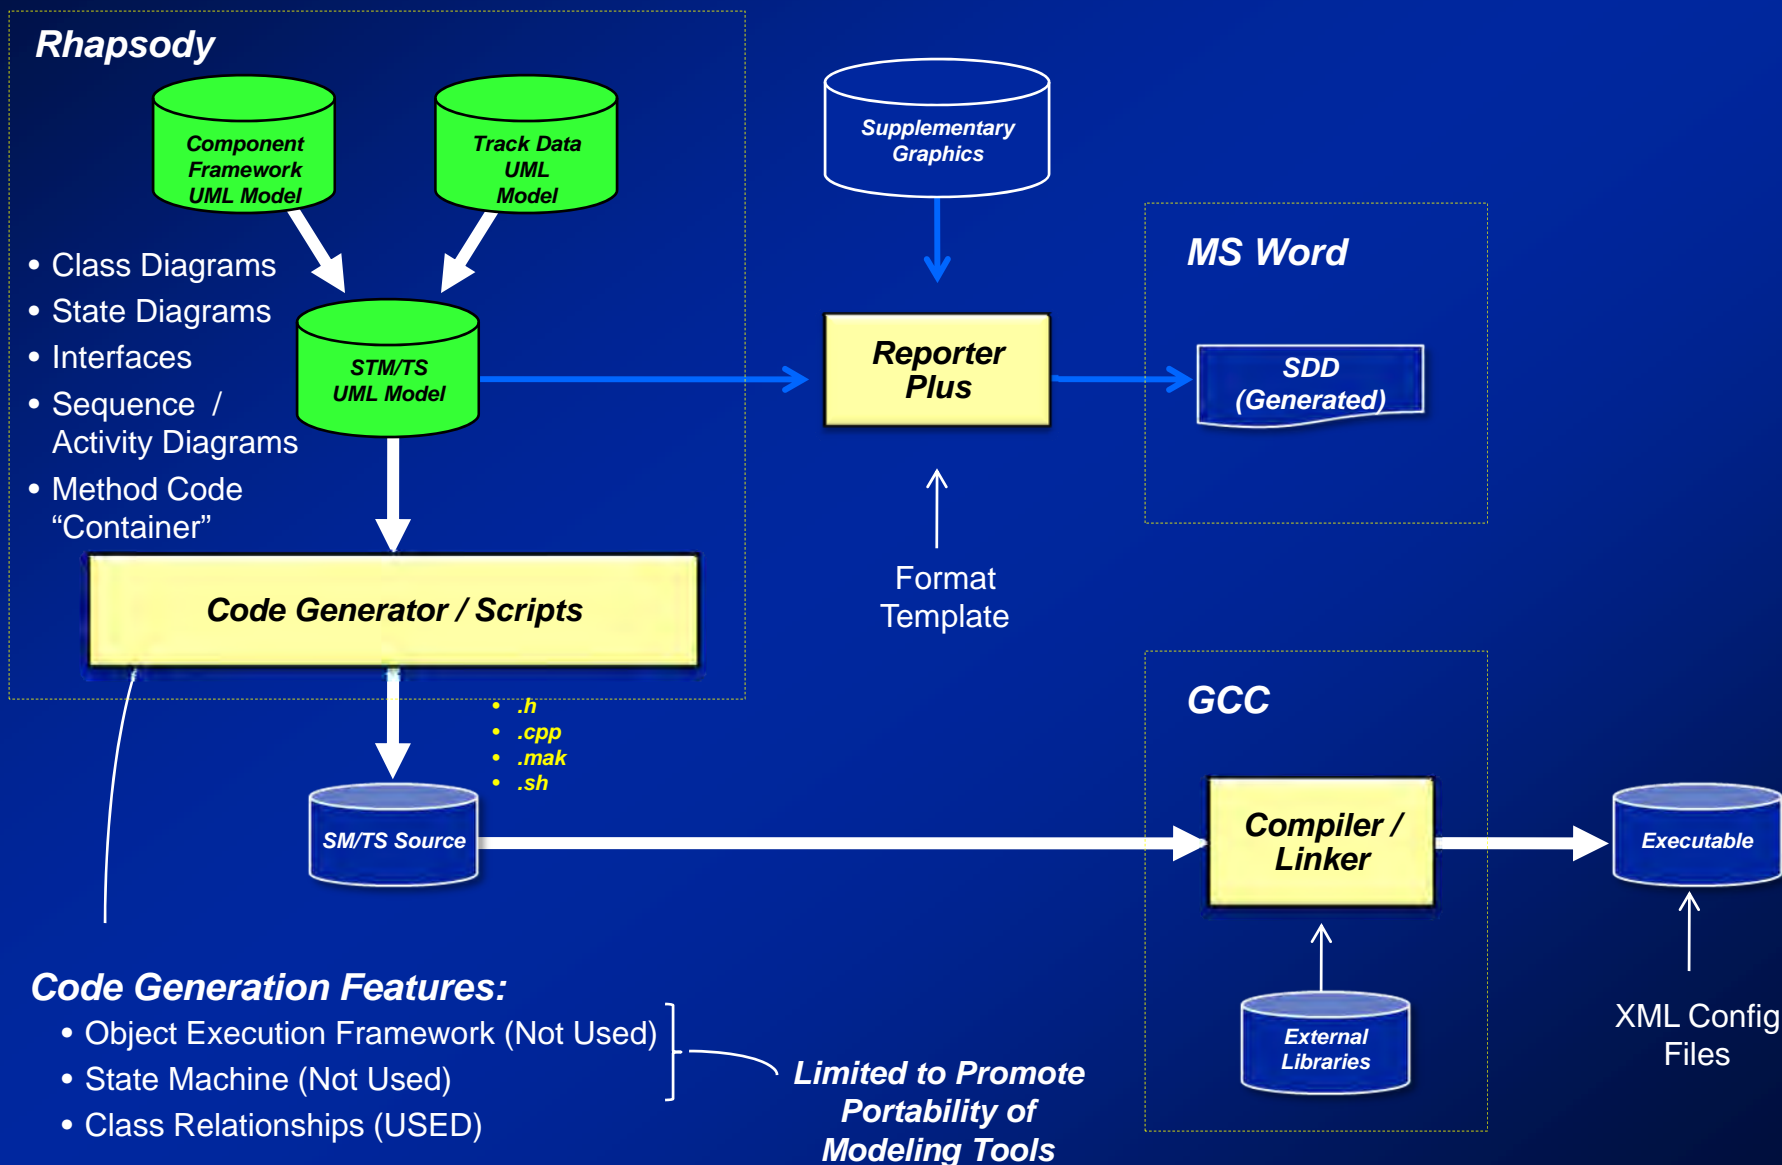 Rhapsody
Component
Framework
UML Model
Track Data
UML
Model
Supplementary
Graphics
• Class Diagrams
• State Diagrams
• Interfaces
• Sequence /
Activity Diagrams
• Method Code
“Container”
STM/TS
UML Model
Reporter
Plus
MS Word
SDD
(Generated)
Format
Template
Code Generator / Scripts
• .h
• .cpp
• .mak
• .sh
SM/TS Source
GCC
Compiler /
Linker
Executable
External
Libraries
XML Config
Files
Code Generation Features:
• Object Execution Framework (Not Used)
• State Machine (Not Used)
• Class Relationships (USED)
Limited to Promote
Portability of
Modeling Tools